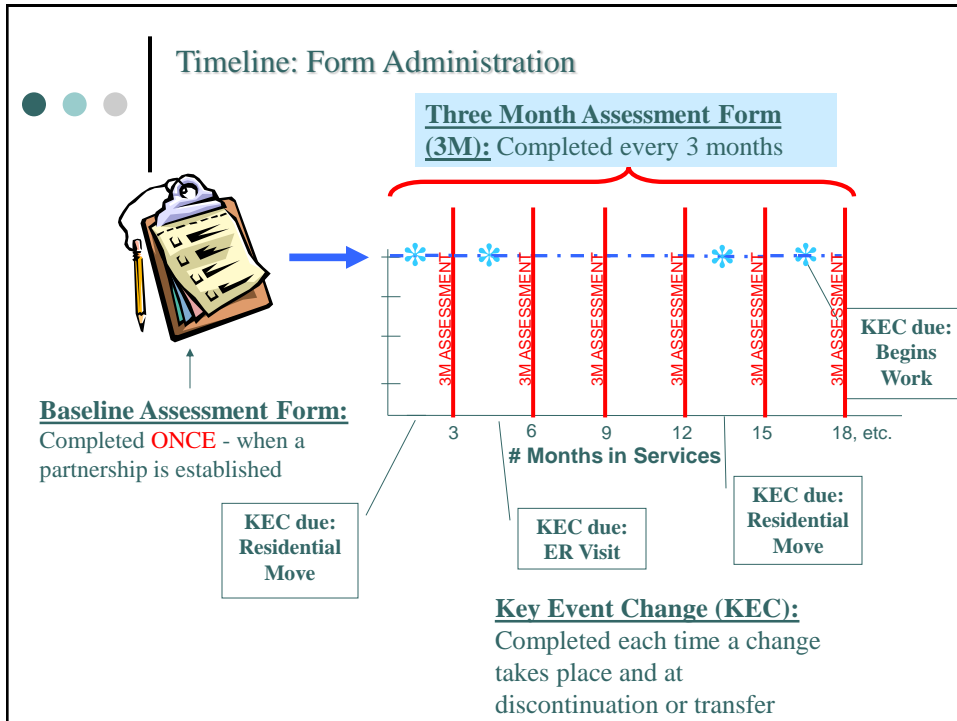 Timeline: Form Administration
Three Month Assessment Form
(3M): Completed every 3 months
3M ASSESSMENT
3M ASSESSMENT
3M ASSESSMENT
3M ASSESSMENT
3M ASSESSMENT
3M ASSESSMENT
KEC due:
Begins
Work
Baseline Assessment Form:
Completed ONCE - when a
partnership is established
3 6 9 12 15 18, etc.
# Months in Services
KEC due:
Residential
Move
KEC due:
ER Visit
KEC due:
Residential
Move
Key Event Change (KEC):
Completed each time a change
takes place and at
discontinuation or transfer